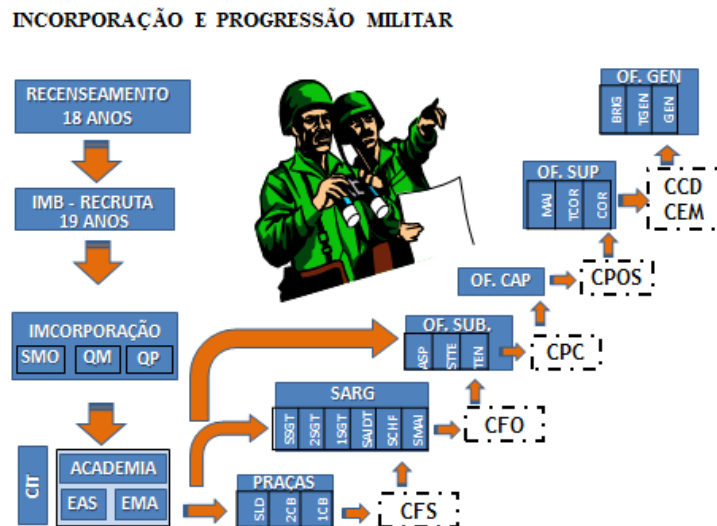 INCORPORAÇÃO E PROGRESSÃO MILITAR
RECENSEAMENTO
18 ANOS
IMB - RECRUTA
19 ANOS
IMCORPORAÇÃO
SMO QM QP
CIT
ACADEMIA
EAS EMA
PRAÇAS
SLD 2CB 1CB
CFS
SARG
SSGT 2SGT 1SGT SAJDT SCHF SMAJ
CFO
OF. SUB.
ASP STTE TEN
CPC
OF. CAP
CPOS
OF. SUP
MAJ TCOR COR
CCD
CEM
OF. GEN
BRIG TGEN GEN